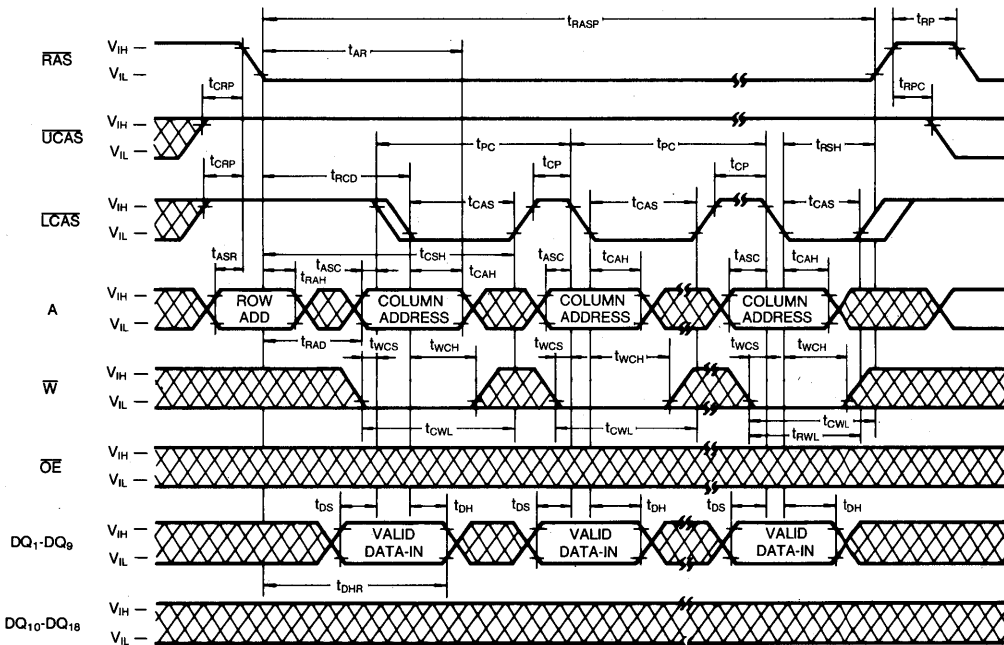 tRASP
tRP
RAS
VIH
VIL
tAR
tCRP
tRPC
UCAS
VIH
VIL
tPC
tPC
tCRP
tRCD
tCP
tCP
tRSH
LCAS
VIH
VIL
tCAS
tCAS
tCAS
tCSH
tASR
tRAH
tASC
tCAH
tASC
tCAH
tASC
tCAH
A
VIH
VIL
ROW ADD
COLUMN ADDRESS
COLUMN ADDRESS
COLUMN ADDRESS
tRAD
tWCS
tWCH
tWCS
tWCH
tWCS
tWCH
W
VIH
VIL
tCWL
tCWL
tCWL
tRWL
OE
VIH
VIL
tDS
tDH
tDS
tDH
tDS
tDH
DQ1-DQ9
VIH
VIL
VALID DATA-IN
VALID DATA-IN
VALID DATA-IN
tDHR
DQ10-DQ18
VIH
VIL